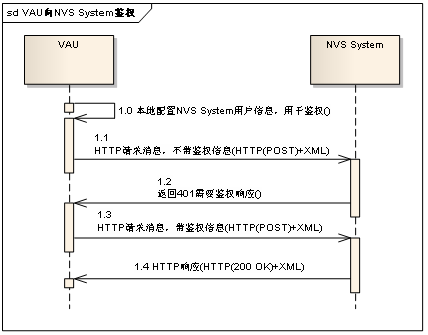 sd VAU向NVS System鉴权
VAU
NVS System
1.0 本地配置NVS System用户信息，用于鉴权()
1.1
HTTP请求消息，不带鉴权信息(HTTP(POST)+XML)
1.2
返回401需要鉴权响应()
1.3
HTTP请求消息，带鉴权信息(HTTP(POST)+XML)
1.4 HTTP响应(HTTP(200 OK)+XML)